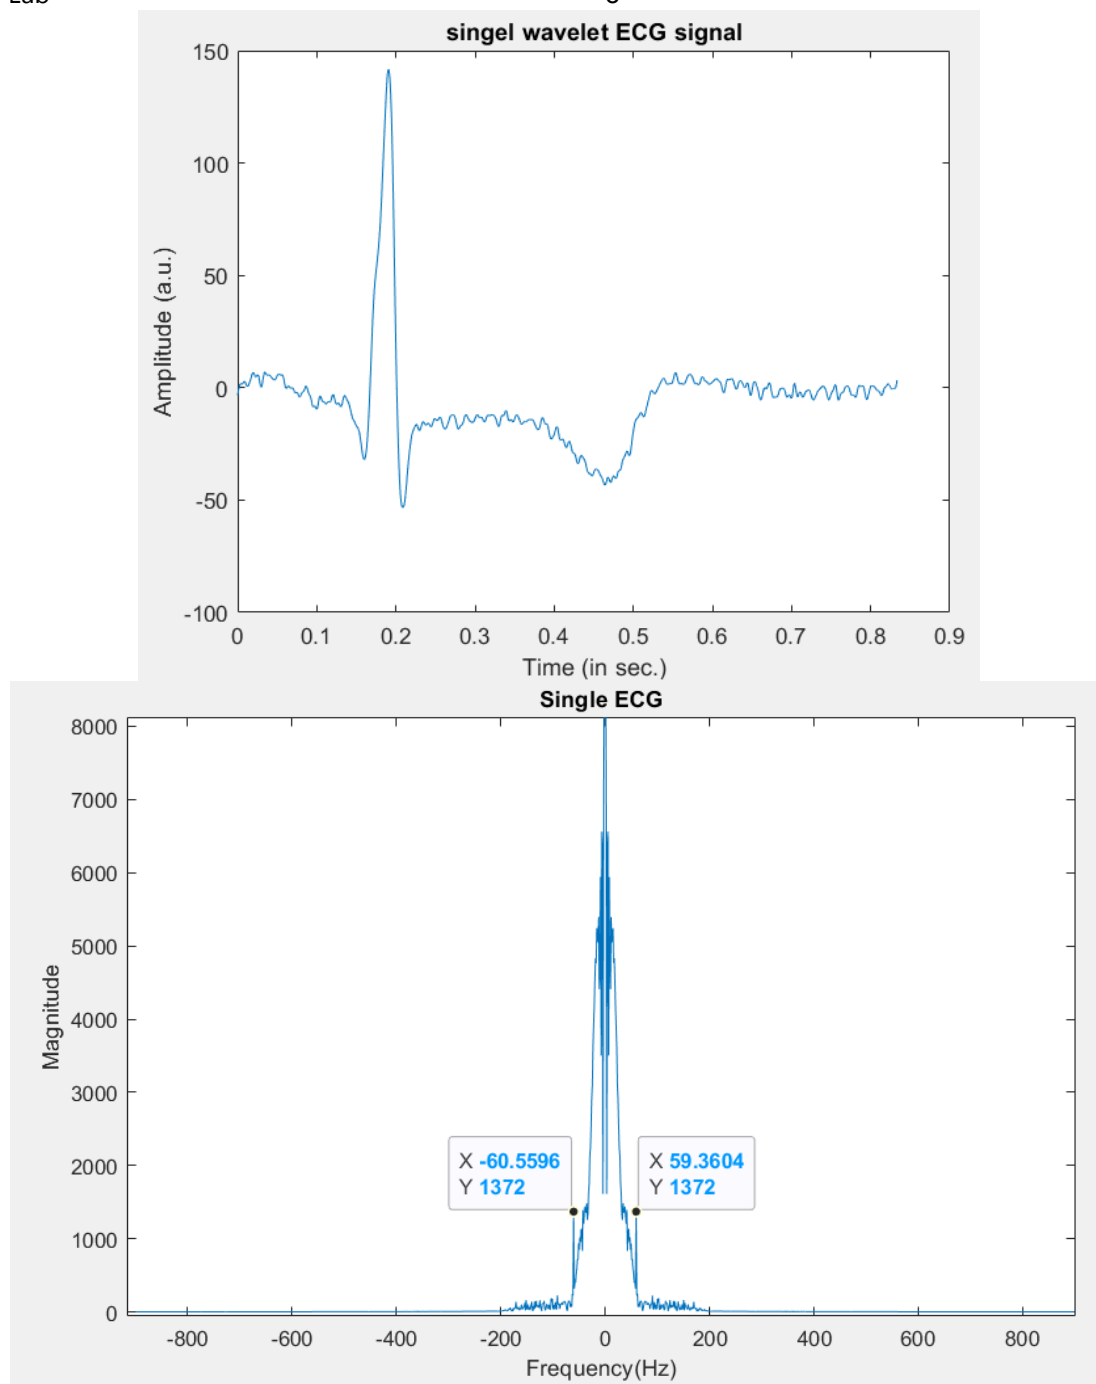 Lab
singel wavelet ECG signal
150
100
50
0
-50
-100
Amplitude (a.u.)
0 0.1 0.2 0.3 0.4 0.5 0.6 0.7 0.8 0.9
Time (in sec.)
Single ECG
8000
7000
6000
5000
4000
3000
2000
1000
0
Magnitude
X -60.5596
Y 1372
X 59.3604
Y 1372
-800 -600 -400 -200 0 200 400 600 800
Frequency(Hz)